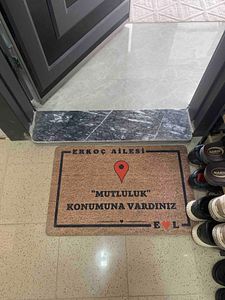 ERKOÇ AİLESİ
"MUTLULUK"
KONUMUNA VARDINIZ
E♥L